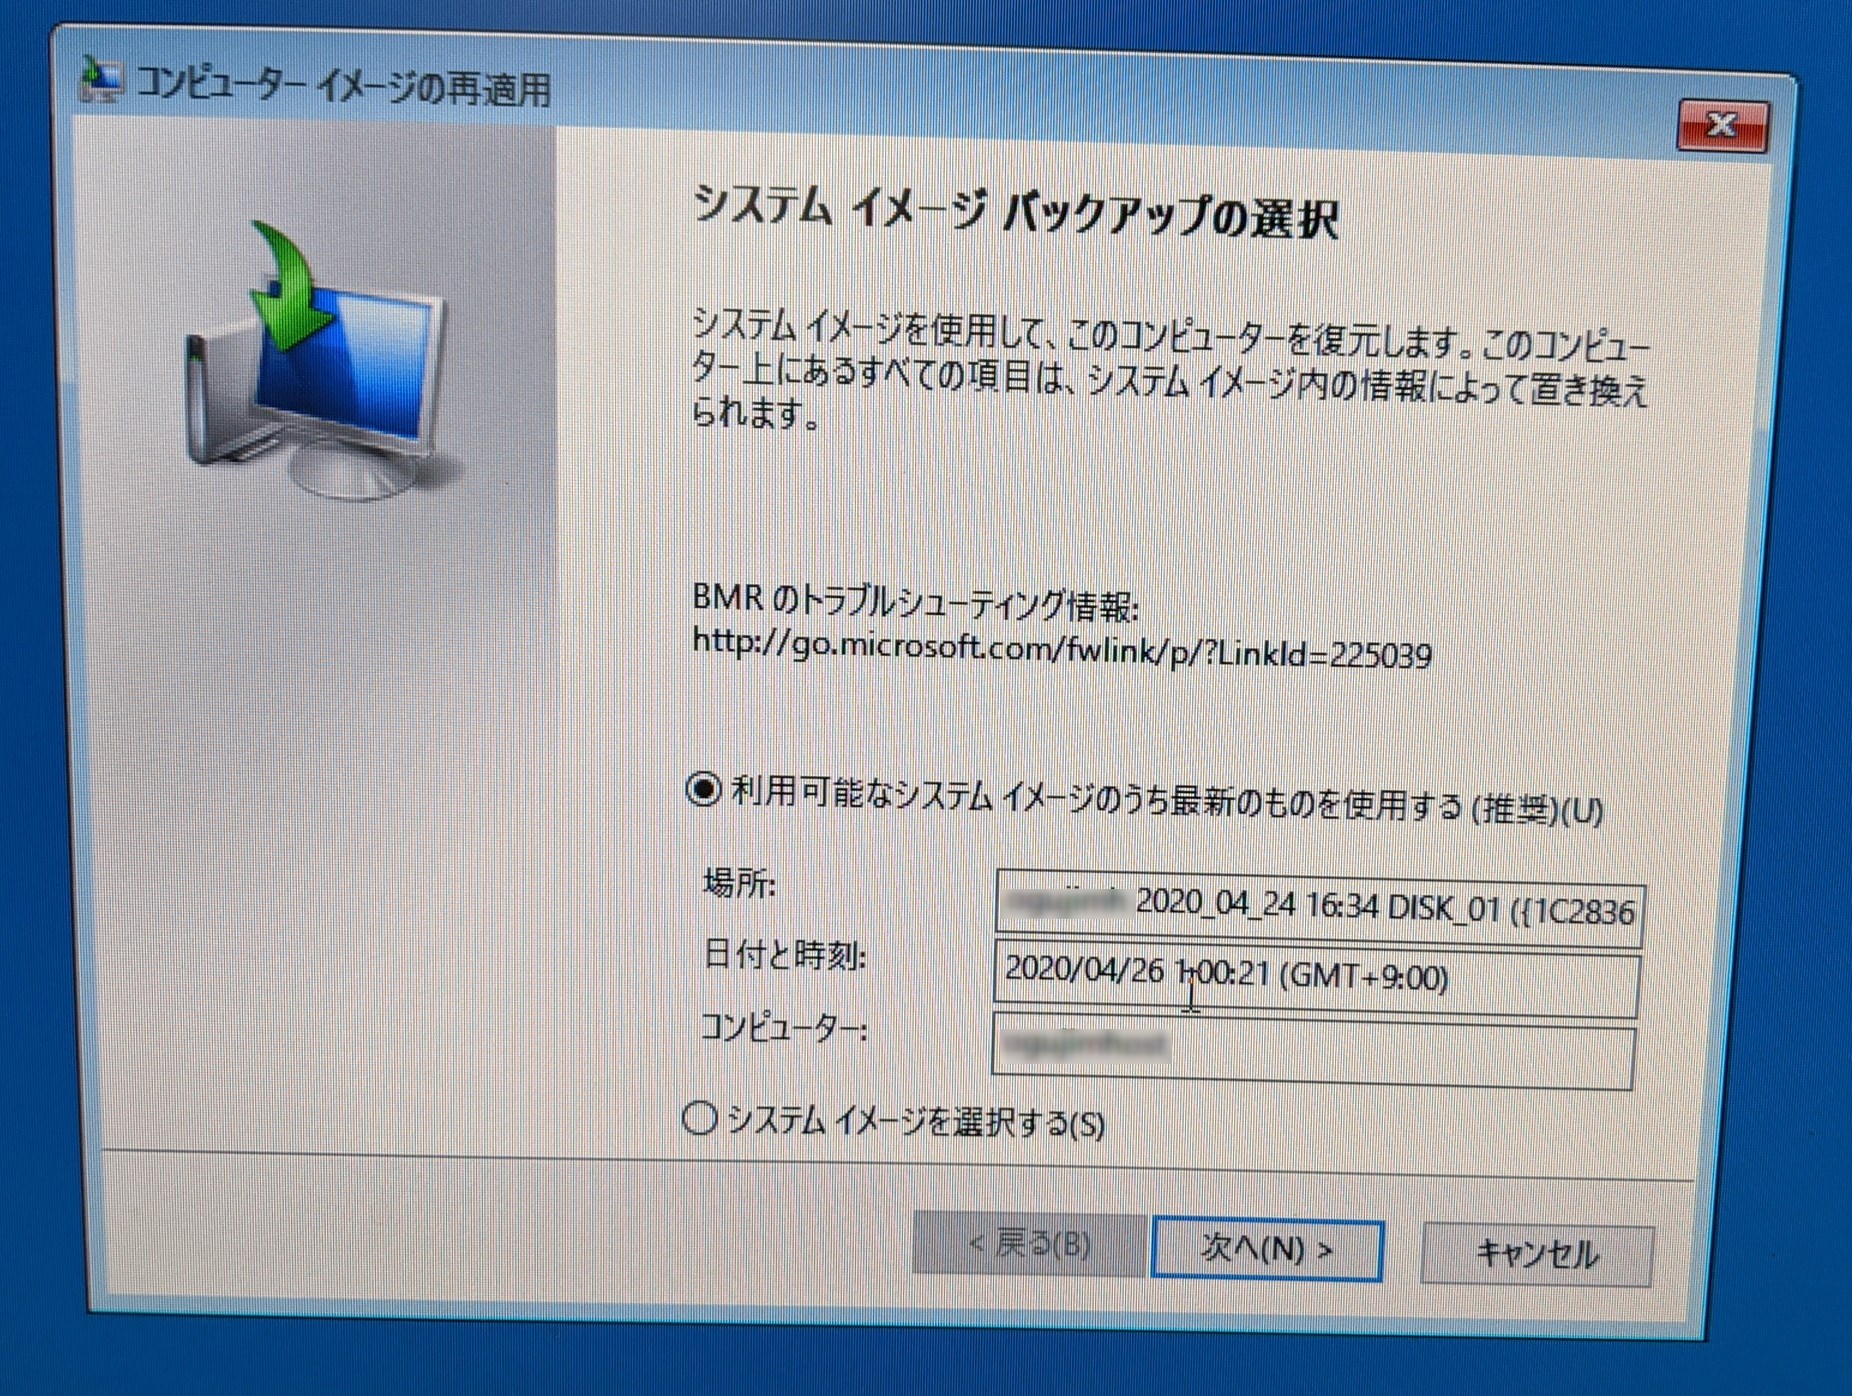 コンピューター イメージの再適用
システム イメージ バックアップの選択
システム イメージを使用して、このコンピューターを復元します。このコンピュー
ター上にあるすべての項目は、システム イメージ内の情報によって置き換え
られます。
BMR のトラブルシューティング情報:
http://go.microsoft.com/fwlink/p/?LinkId=225039
利用可能なシステム イメージのうち最新のものを使用する (推奨)(U)
場所:
2020_04_24 16:34 DISK_01 ({1C2836
日付と時刻:
2020/04/26 1:00:21 (GMT+9:00)
コンピューター:
システム イメージを選択する(S)
< 戻る(B)
次へ(N) >
キャンセル